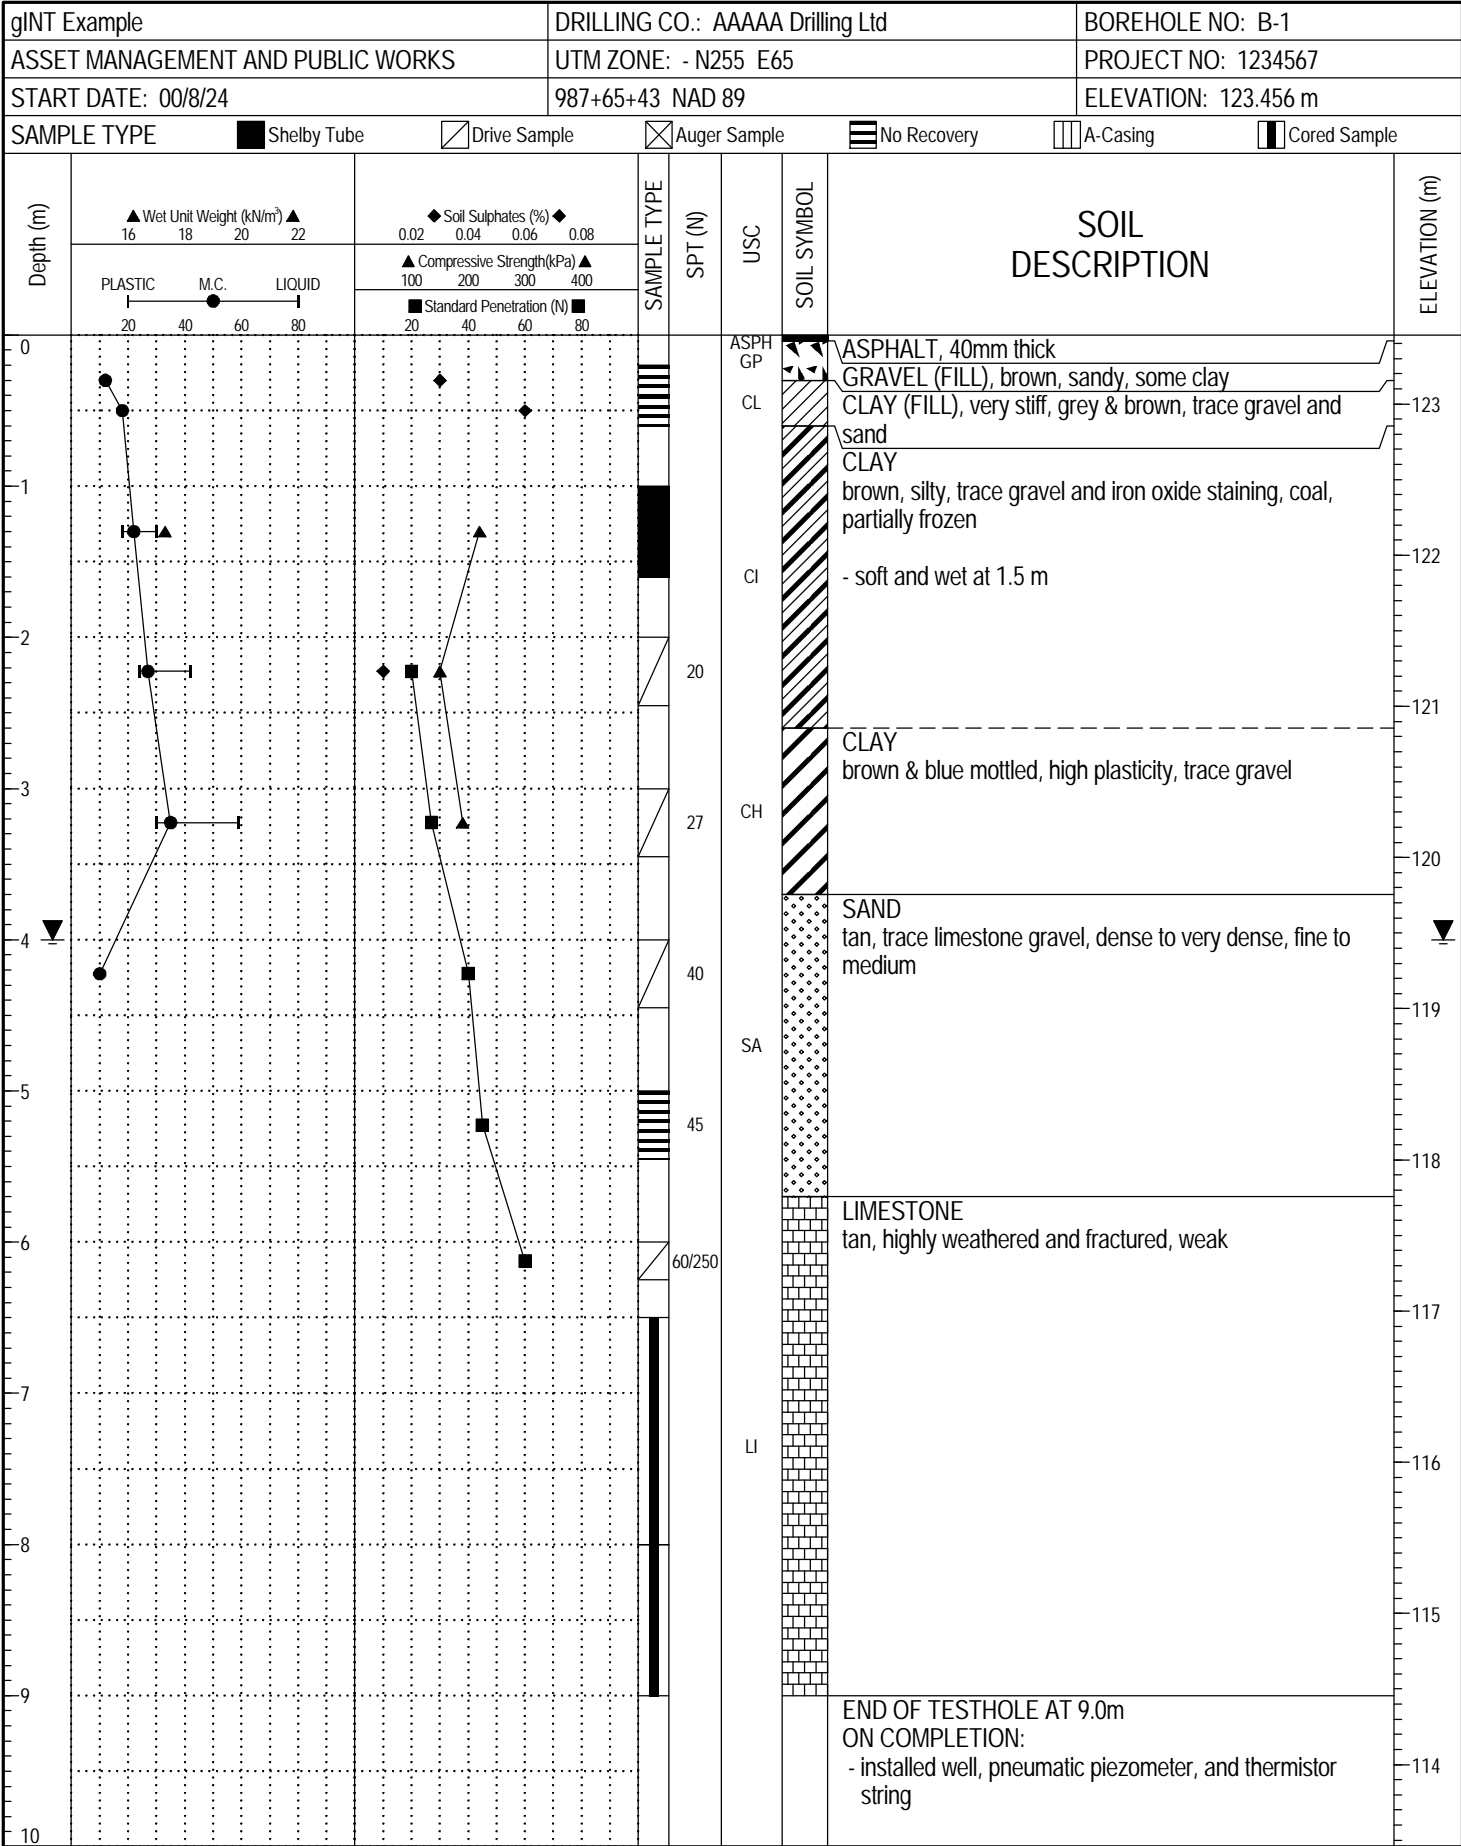 gINT Example
DRILLING CO.: AAAAA Drilling Ltd
BOREHOLE NO: B-1
ASSET MANAGEMENT AND PUBLIC WORKS
UTM ZONE: - N255 E65
PROJECT NO: 1234567
START DATE: 00/8/24
987+65+43 NAD 89
ELEVATION: 123.456 m
SAMPLE TYPE
Shelby Tube
Drive Sample
Auger Sample
No Recovery
A-Casing
Cored Sample
Depth (m)
▲ Wet Unit Weight (kN/m³) ▲
16 18 20 22
PLASTIC M.C. LIQUID
20 40 60 80
◆ Soil Sulphates (%) ◆
0.02 0.04 0.06 0.08
▲ Compressive Strength(kPa) ▲
100 200 300 400
■ Standard Penetration (N) ■
20 40 60 80
SAMPLE TYPE
SPT (N)
USC
SOIL SYMBOL
SOIL
DESCRIPTION
ELEVATION (m)
0
1
2
3
4
5
6
7
8
9
10
20
27
40
45
60/250
ASPH
GP
CL
CI
CH
SA
LI
ASPHALT, 40mm thick
GRAVEL (FILL), brown, sandy, some clay
CLAY (FILL), very stiff, grey & brown, trace gravel and
sand
CLAY
brown, silty, trace gravel and iron oxide staining, coal,
partially frozen
- soft and wet at 1.5 m
CLAY
brown & blue mottled, high plasticity, trace gravel
SAND
tan, trace limestone gravel, dense to very dense, fine to
medium
LIMESTONE
tan, highly weathered and fractured, weak
END OF TESTHOLE AT 9.0m
ON COMPLETION:
- installed well, pneumatic piezometer, and thermistor
string
123
122
121
120
119
118
117
116
115
114